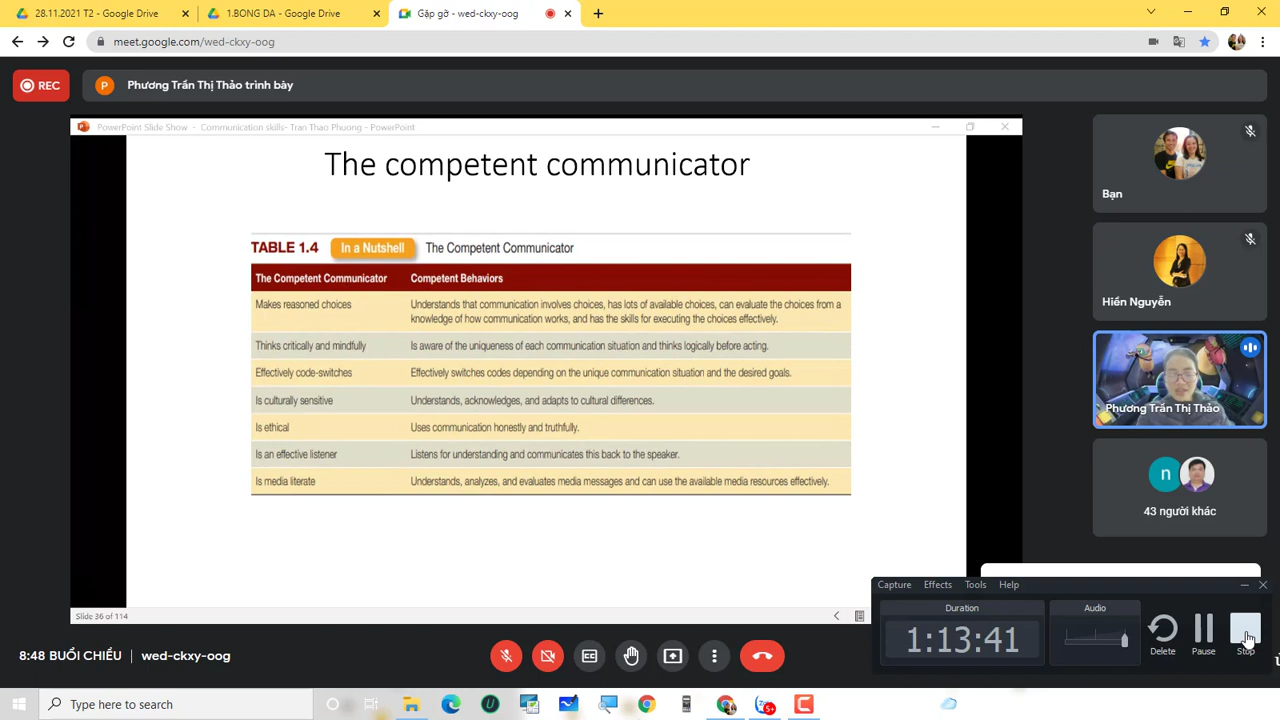 28.11.2021 T2 - Google Drive
1.BONG DA - Google Drive
Gặp gỡ - wed-ckxy-oog
meet.google.com/wed-ckxy-oog
REC
P
Phương Trần Thị Thảo trình bày
PowerPoint Slide Show - Communication skills- Tran Thao Phuong - PowerPoint
The competent communicator
TABLE 1.4 In a Nutshell The Competent Communicator
The Competent Communicator Competent Behaviors
Makes reasoned choices Understands that communication involves choices, has lots of available choices, can evaluate the choices from a
knowledge of how communication works, and has the skills for executing the choices effectively.
Thinks critically and mindfully Is aware of the uniqueness of each communication situation and thinks logically before acting.
Effectively code-switches Effectively switches codes depending on the unique communication situation and the desired goals.
Is culturally sensitive Understands, acknowledges, and adapts to cultural differences.
Is ethical Uses communication honestly and truthfully.
Is an effective listener Listens for understanding and communicates this back to the speaker.
Is media literate Understands, analyzes, and evaluates media messages and can use the available media resources effectively.
Slide 36 of 114
Bạn
Hiền Nguyễn
Phương Trần Thị Thảo
n
43 người khác
Capture Effects Tools Help
Duration Audio
1:13:41
Delete Pause Stop
8:48 BUỔI CHIỀU wed-ckxy-oog
Type here to search
5+